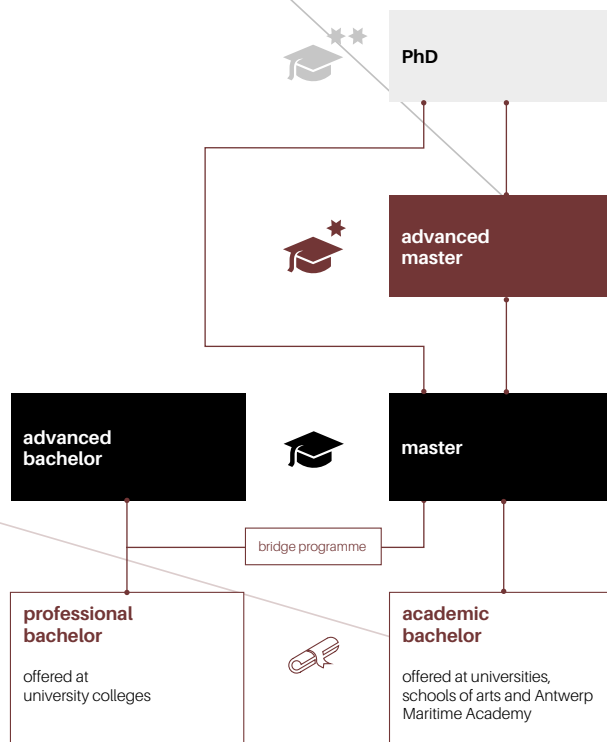 PhD
advanced
master
advanced
bachelor
master
bridge programme
professional
bachelor
offered at
university colleges
academic
bachelor
offered at universities,
schools of arts and Antwerp
Maritime Academy